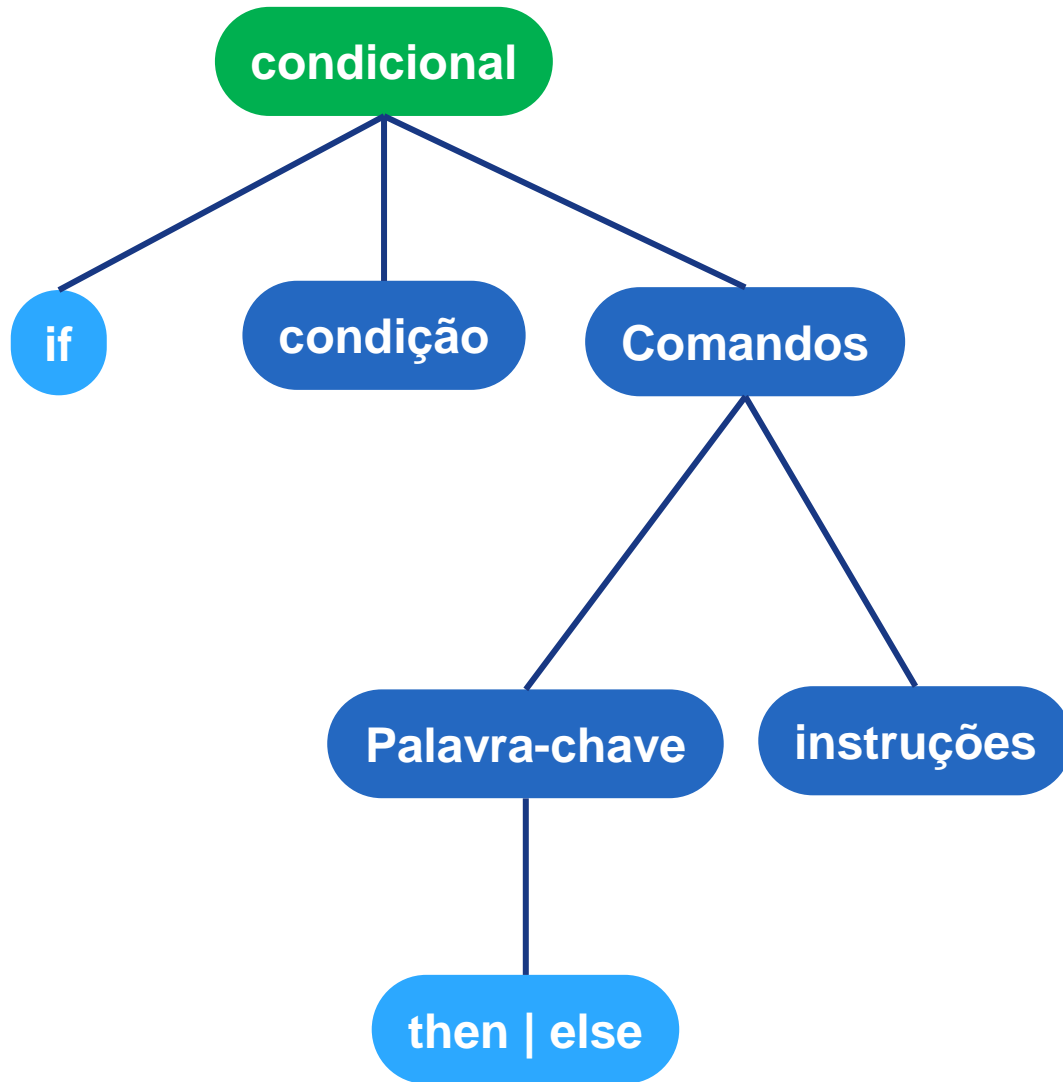 condicional
if
condição
Comandos
Palavra-chave
instruções
then | else